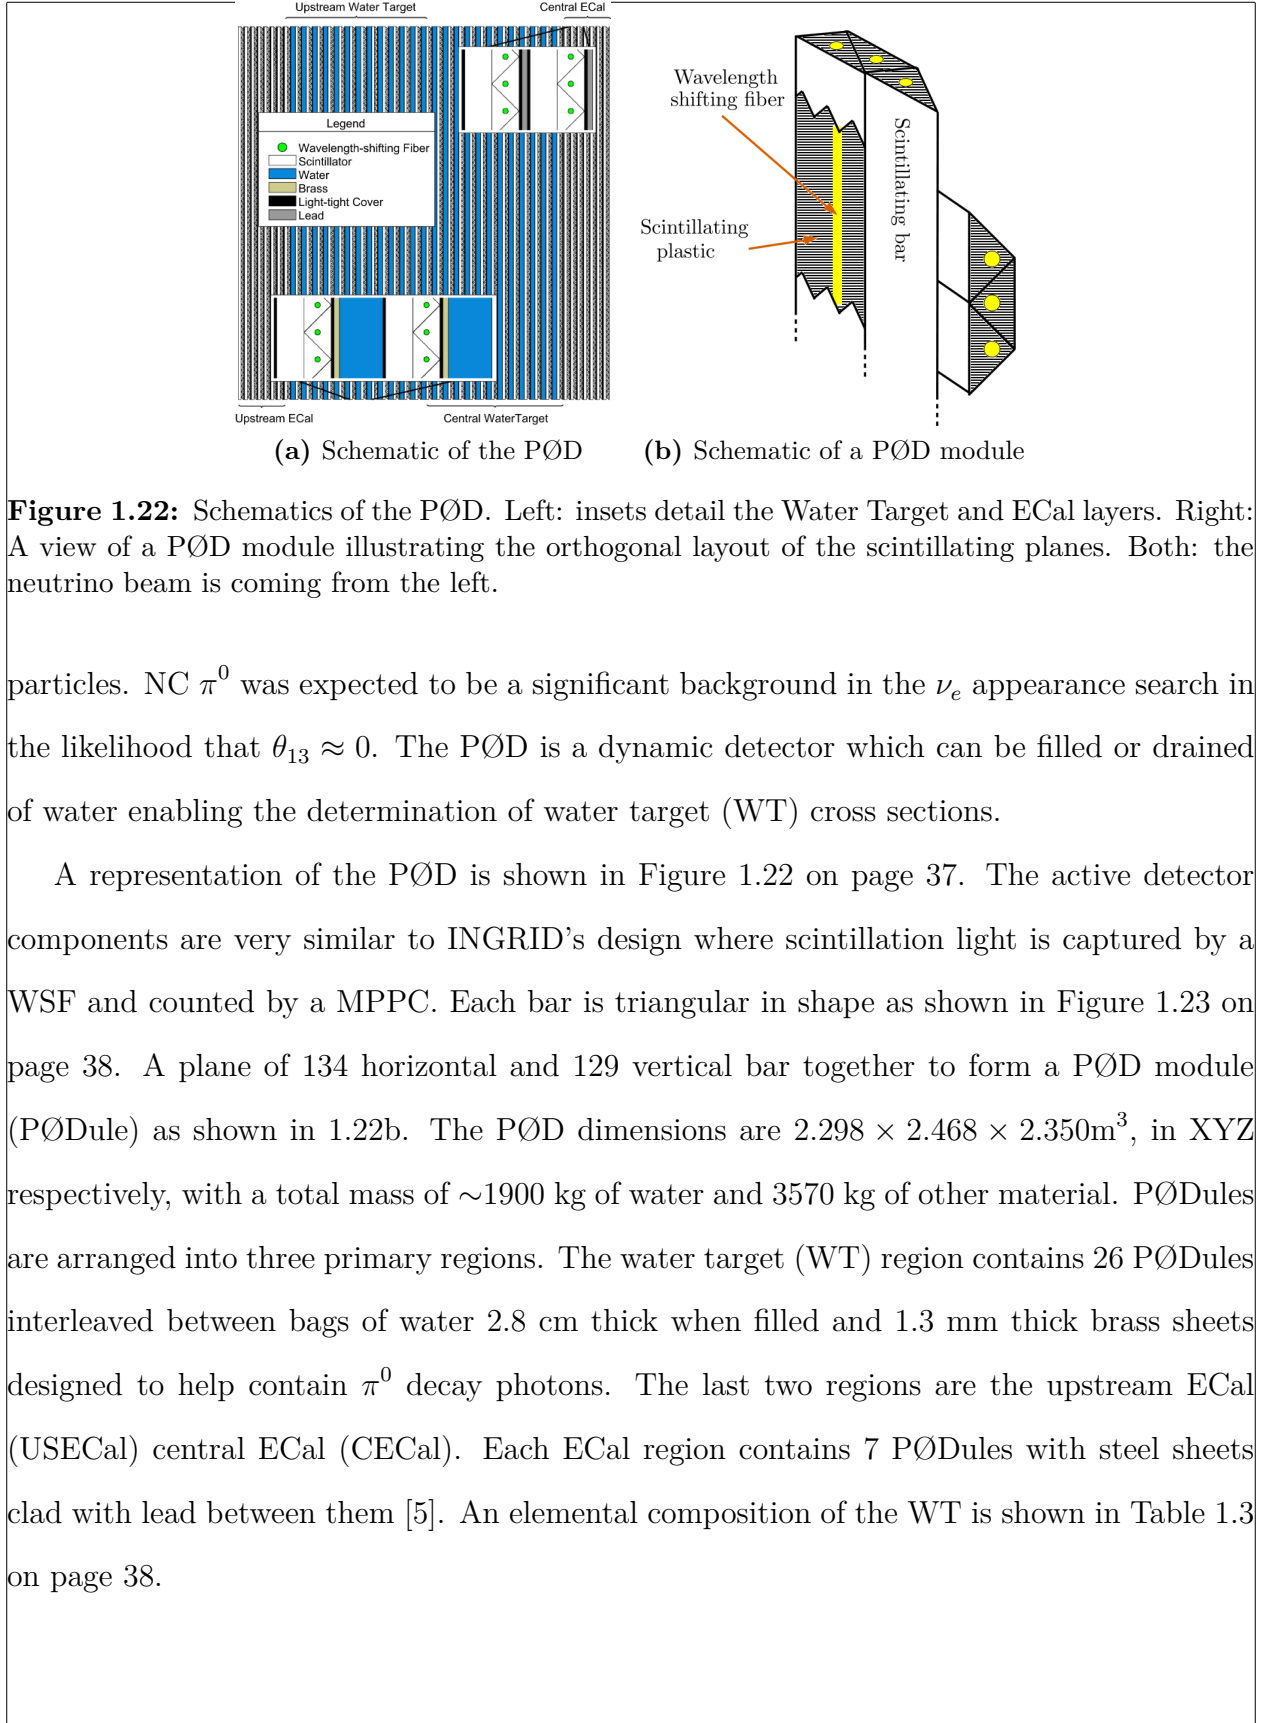 Upstream Water Target
Central ECal
Legend
Wavelength-shifting Fiber
Scintillator
Water
Brass
Light-tight Cover
Lead
Upstream ECal
Central WaterTarget
Wavelength
shifting fiber
Scintillating bar
Scintillating
plastic
(a) Schematic of the PØD
(b) Schematic of a PØD module
Figure 1.22: Schematics of the PØD. Left: insets detail the Water Target and ECal layers. Right:
A view of a PØD module illustrating the orthogonal layout of the scintillating planes. Both: the
neutrino beam is coming from the left.
particles. NC π⁰ was expected to be a significant background in the νₑ appearance search in
the likelihood that θ₁₃ ≈ 0. The PØD is a dynamic detector which can be filled or drained
of water enabling the determination of water target (WT) cross sections.
A representation of the PØD is shown in Figure 1.22 on page 37. The active detector
components are very similar to INGRID's design where scintillation light is captured by a
WSF and counted by a MPPC. Each bar is triangular in shape as shown in Figure 1.23 on
page 38. A plane of 134 horizontal and 129 vertical bar together to form a PØD module
(PØDule) as shown in 1.22b. The PØD dimensions are 2.298 × 2.468 × 2.350m³, in XYZ
respectively, with a total mass of ∼1900 kg of water and 3570 kg of other material. PØDules
are arranged into three primary regions. The water target (WT) region contains 26 PØDules
interleaved between bags of water 2.8 cm thick when filled and 1.3 mm thick brass sheets
designed to help contain π⁰ decay photons. The last two regions are the upstream ECal
(USECal) central ECal (CECal). Each ECal region contains 7 PØDules with steel sheets
clad with lead between them [5]. An elemental composition of the WT is shown in Table 1.3
on page 38.